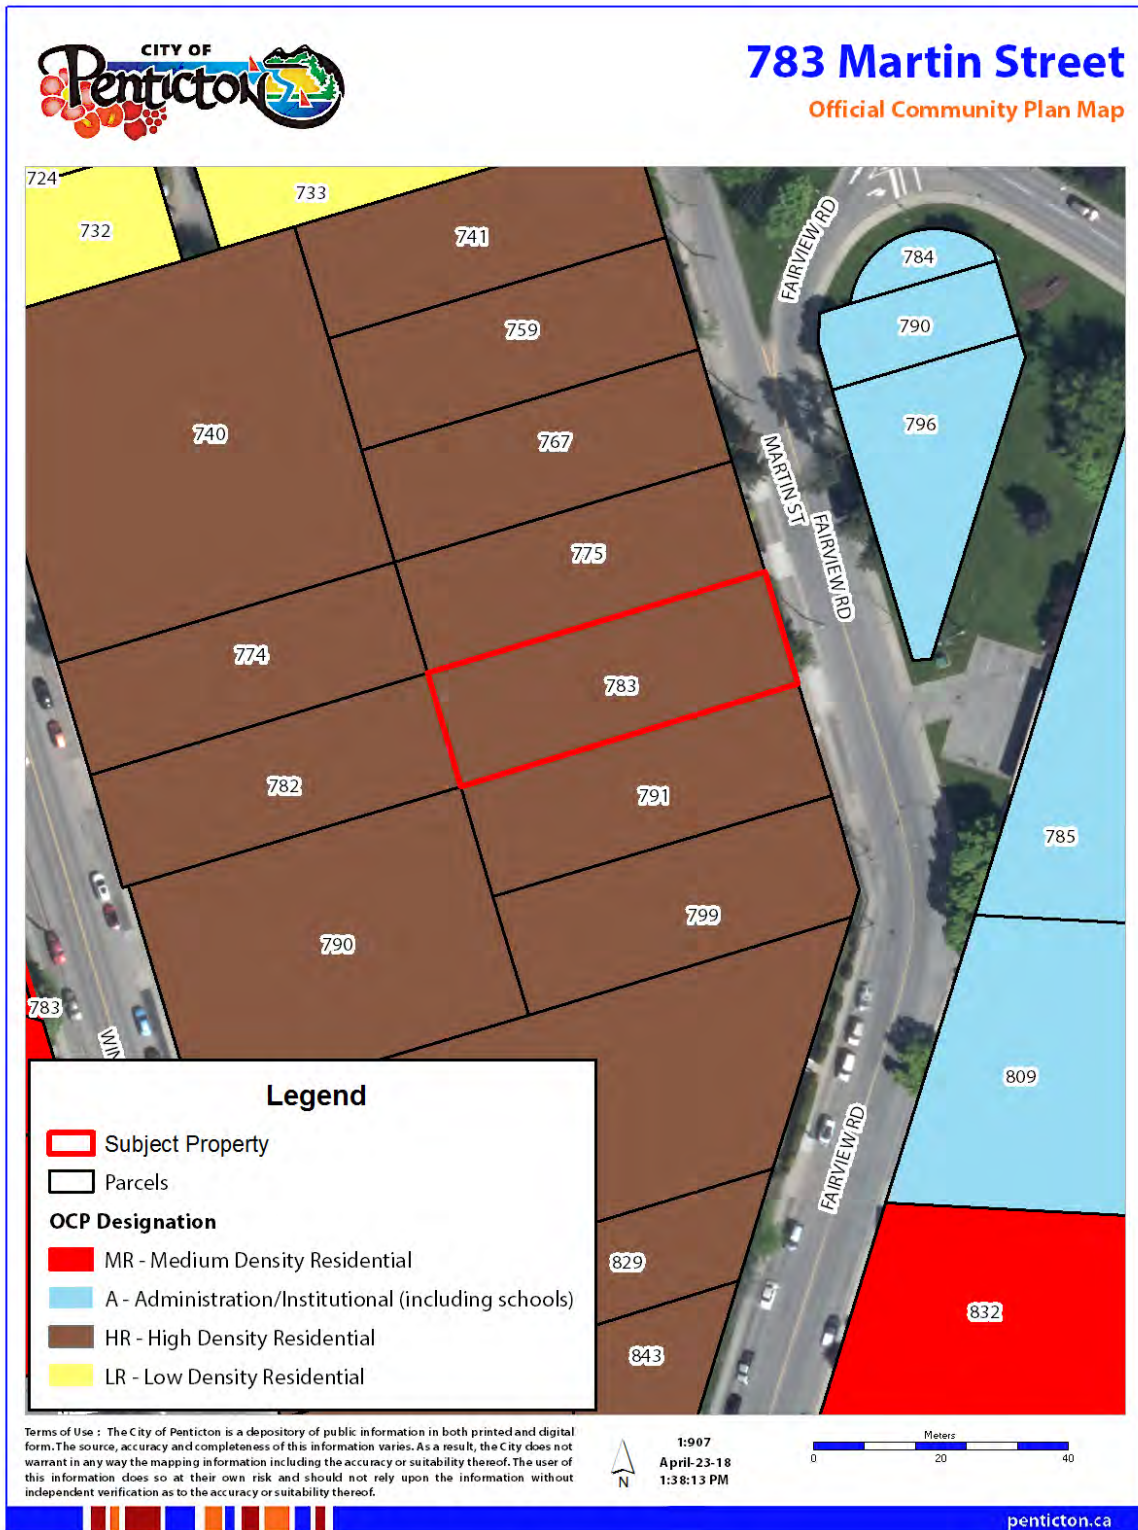 CITY OF
Penticton
783 Martin Street
Official Community Plan Map
724
732
733
741
759
740
767
775
774
783
782
791
790
799
783
784
790
796
785
809
832
829
843
FAIRVIEW RD
MARTIN ST
FAIRVIEW RD
FAIRVIEW RD
WIN
Legend
Subject Property
Parcels
OCP Designation
MR - Medium Density Residential
A - Administration/Institutional (including schools)
HR - High Density Residential
LR - Low Density Residential
Terms of Use : The City of Penticton is a depository of public information in both printed and digital
form. The source, accuracy and completeness of this information varies. As a result, the City does not
warrant in any way the mapping information including the accuracy or suitability thereof. The user of
this information does so at their own risk and should not rely upon the information without
independent verification as to the accuracy or suitability thereof.
N
1:907
April-23-18
1:38:13 PM
Meters
0 20 40
penticton.ca